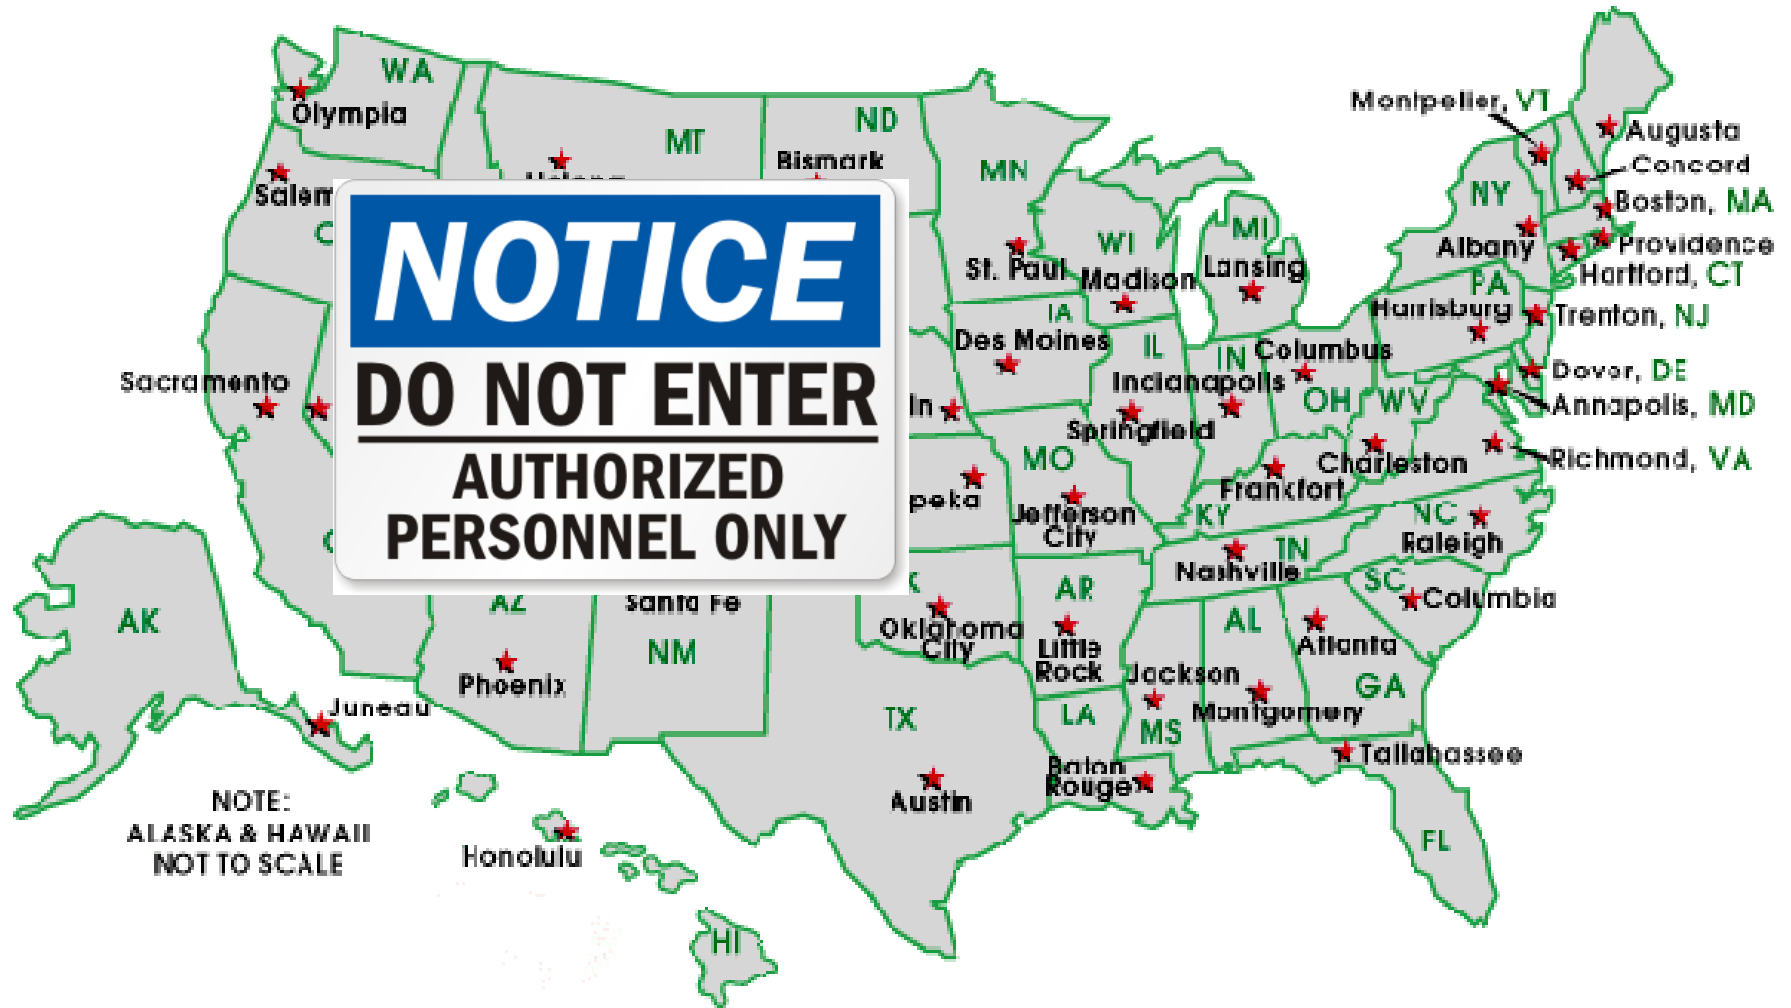 WA
Olympia
MT
ND
Bismark
MN
Salem
NOTICE
DO NOT ENTER
AUTHORIZED
PERSONNEL ONLY
Montpelier, VT
Augusta
Concord
NY
Boston, MA
Albany
Providence
Hartford, CT
WI
MI
St. Paul
Madison
Lansing
PA
Harrisburg
Trenton, NJ
IA
Des Moines
IL
IN
Columbus
Indianapolis
OH
WV
Dover, DE
Annapolis, MD
Sacramento
Springfield
MO
Charleston
Richmond, VA
Frankfort
Jefferson
City
KY
NC
Raleigh
TN
Nashville
SC
Columbia
AK
AZ
Santa Fe
NM
Phoenix
Oklahoma
City
AR
Little
Rock
AL
Atlanta
GA
Jackson
Montgomery
MS
LA
TX
Juneau
Tallahassee
Baton
Rouge
Austin
NOTE:
ALASKA & HAWAII
NOT TO SCALE
Honolulu
FL
HI